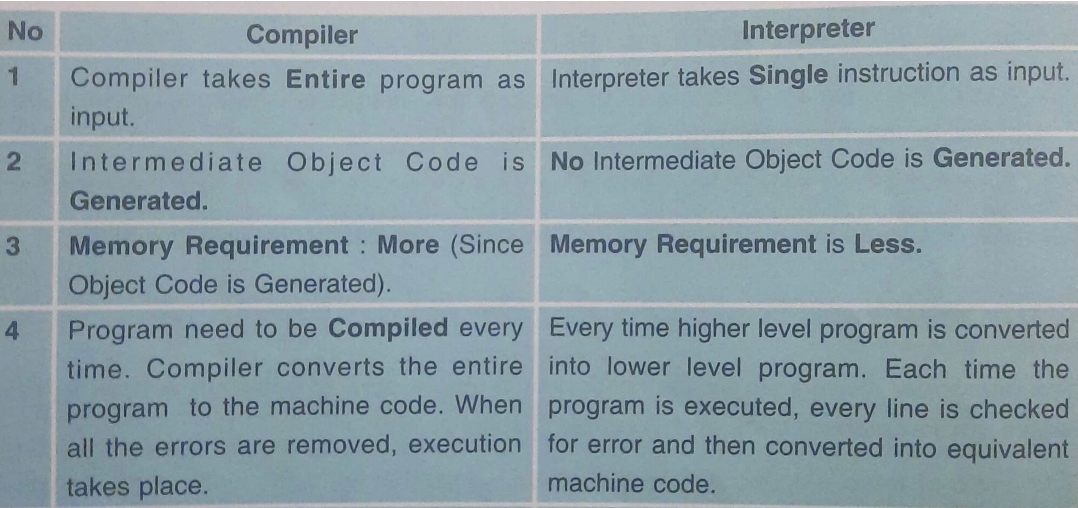 No Compiler Interpreter
1 Compiler takes Entire program as
input.
Interpreter takes Single instruction as input.
2 Intermediate Object Code is
Generated.
No Intermediate Object Code is Generated.
3 Memory Requirement : More (Since
Object Code is Generated).
Memory Requirement is Less.
4 Program need to be Compiled every
time. Compiler converts the entire
program to the machine code. When
all the errors are removed, execution
takes place.
Every time higher level program is converted
into lower level program. Each time the
program is executed, every line is checked
for error and then converted into equivalent
machine code.